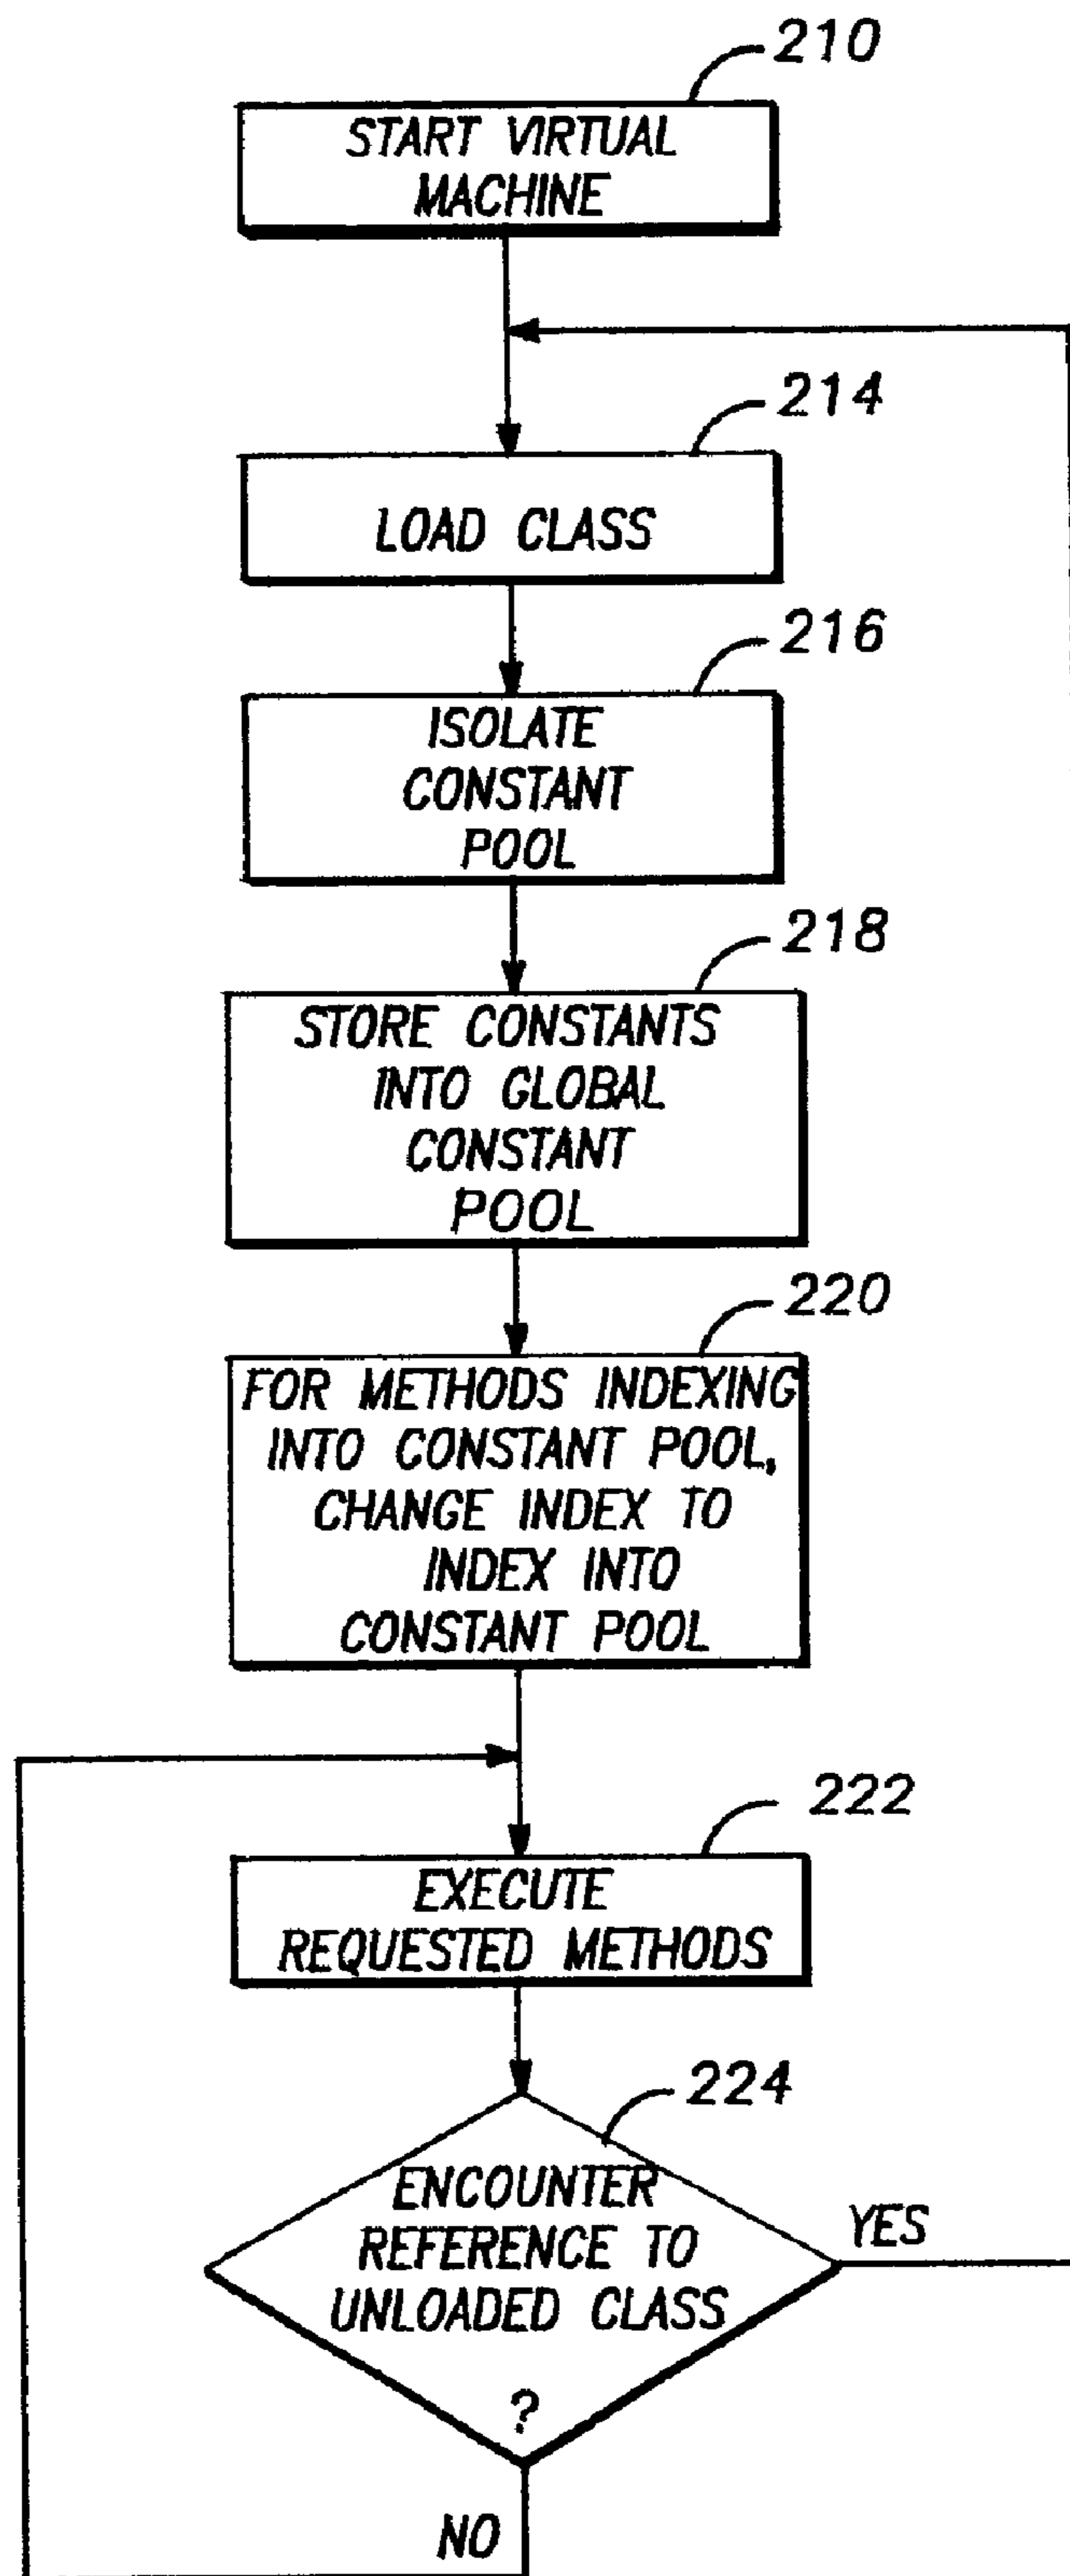 210
START VIRTUAL
MACHINE
214
LOAD CLASS
216
ISOLATE
CONSTANT
POOL
218
STORE CONSTANTS
INTO GLOBAL
CONSTANT
POOL
220
FOR METHODS INDEXING
INTO CONSTANT POOL,
CHANGE INDEX TO
INDEX INTO
CONSTANT POOL
222
EXECUTE
REQUESTED METHODS
224
ENCOUNTER
REFERENCE TO
UNLOADED CLASS
?
YES
NO